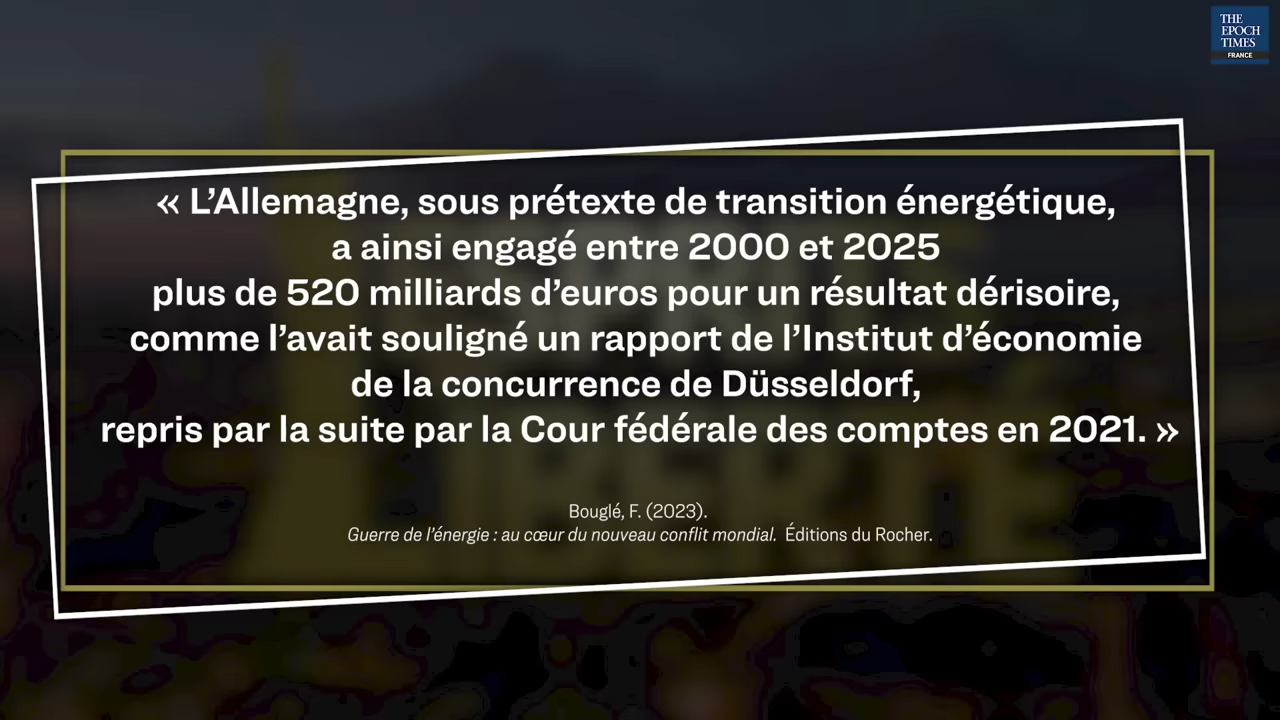 THE
EPOCH
TIMES
FRANCE
« L’Allemagne, sous prétexte de transition énergétique,
a ainsi engagé entre 2000 et 2025
plus de 520 milliards d’euros pour un résultat dérisoire,
comme l’avait souligné un rapport de l’Institut d’économie
de la concurrence de Düsseldorf,
repris par la suite par la Cour fédérale des comptes en 2021. »
Bouglé, F. (2023).
Guerre de l’énergie : au cœur du nouveau conflit mondial. Éditions du Rocher.